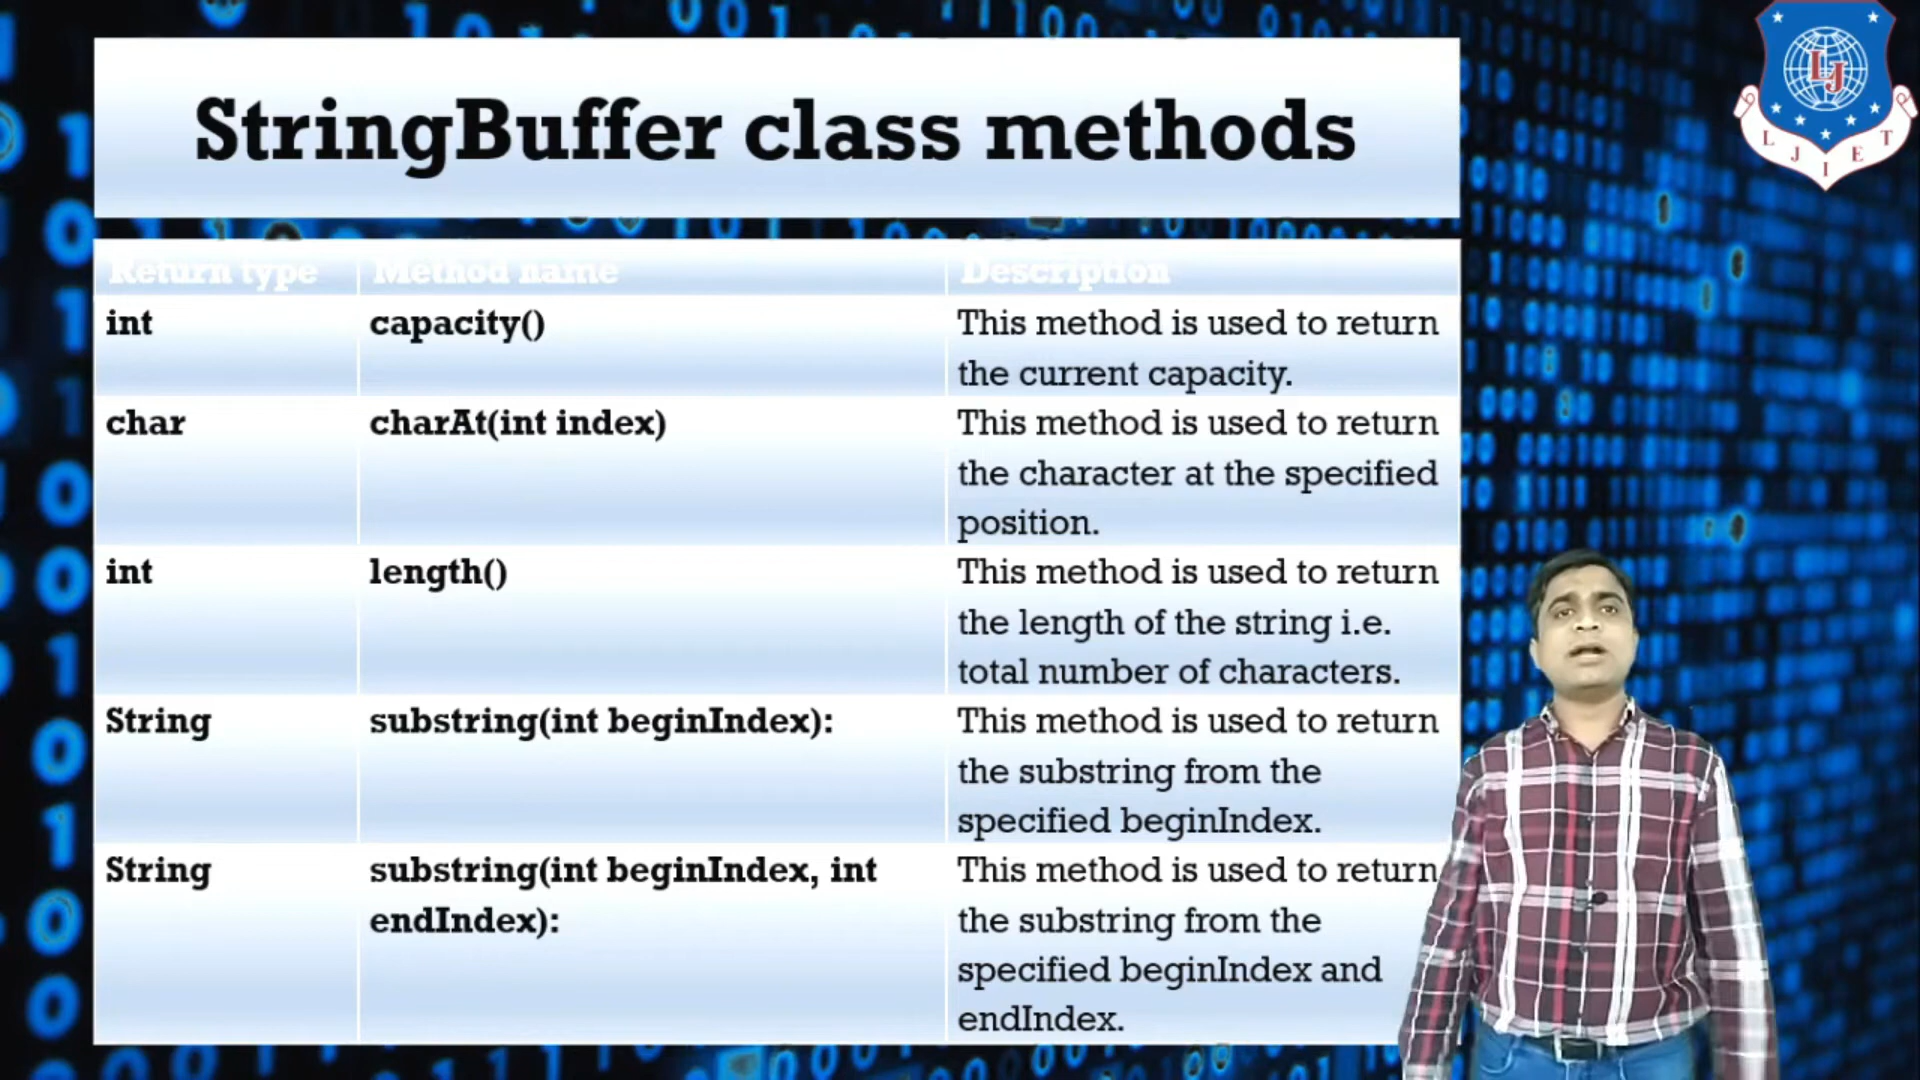 StringBuffer class methods
Return type Method name Description
int capacity() This method is used to return
the current capacity.
char charAt(int index) This method is used to return
the character at the specified
position.
int length() This method is used to return
the length of the string i.e.
total number of characters.
String substring(int beginIndex): This method is used to return
the substring from the
specified beginIndex.
String substring(int beginIndex, int This method is used to return
endIndex): the substring from the
specified beginIndex and
endIndex.
LJ
L J I E T